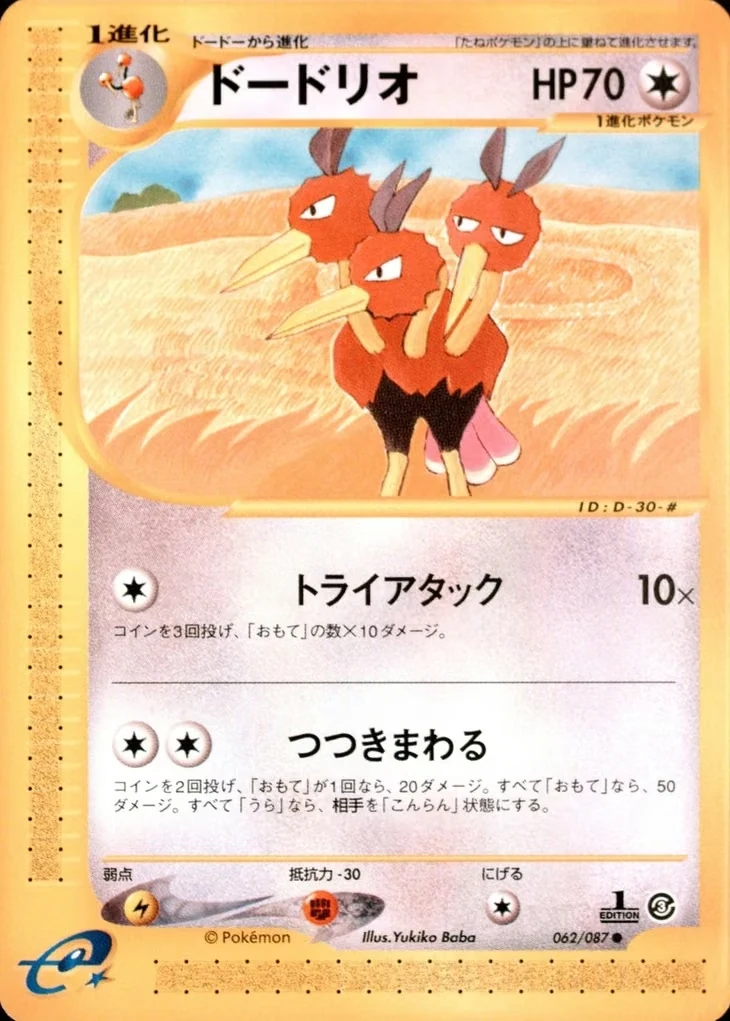 1進化
ドードーから進化
「たねポケモン」の上に重ねて進化させます。
ドードリオ HP70
1進化ポケモン
ID:D-30-#
トライアタック 10×
コインを3回投げ、「おもて」の数×10ダメージ。
つつきまわる
コインを2回投げ、「おもて」が1回なら、20ダメージ。すべて「おもて」なら、50
ダメージ。すべて「うら」なら、相手を「こんらん」状態にする。
弱点 抵抗力-30 にげる
1
EDITION
3
© Pokémon Illus.Yukiko Baba 062/087●
e